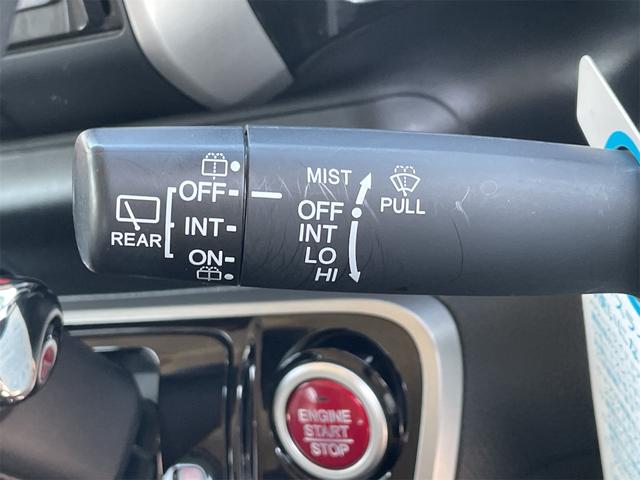 OFF
INT
ON
REAR
MIST
OFF
INT
LO
HI
PULL
ENGINE
START
STOP